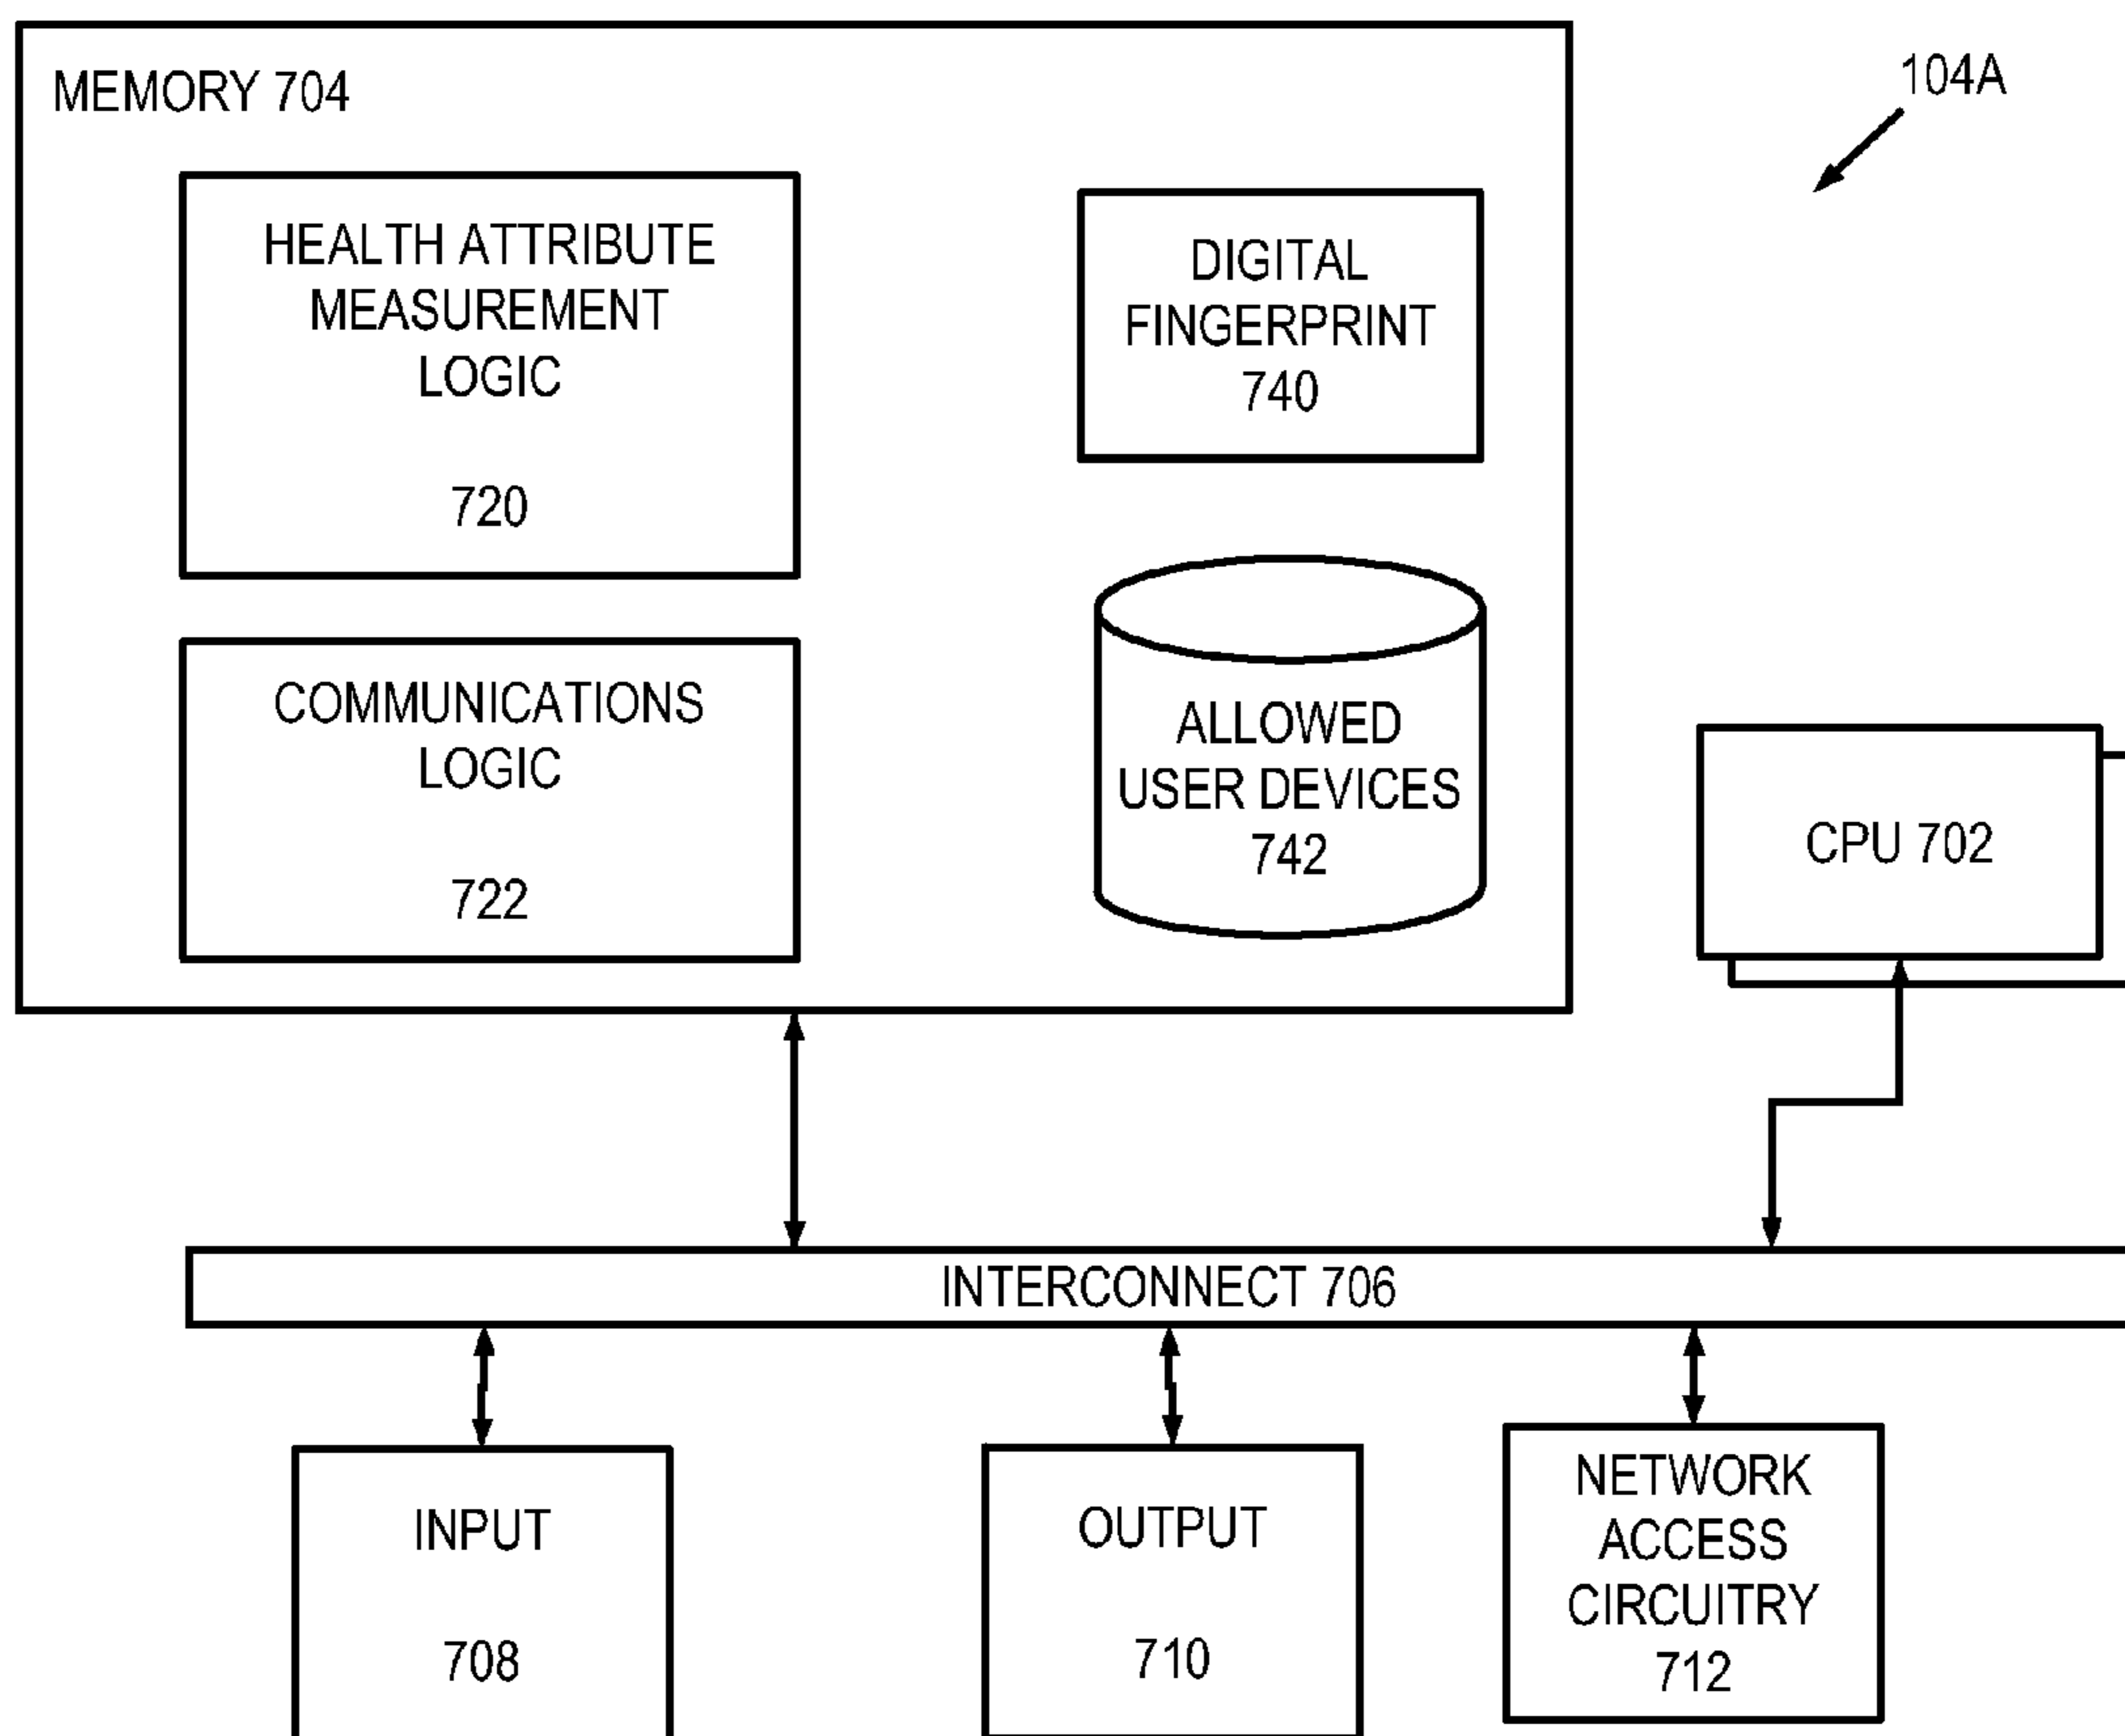 MEMORY 704
104A
HEALTH ATTRIBUTE
MEASUREMENT
LOGIC
720
DIGITAL
FINGERPRINT
740
COMMUNICATIONS
LOGIC
722
ALLOWED
USER DEVICES
742
CPU 702
INTERCONNECT 706
INPUT
708
OUTPUT
710
NETWORK
ACCESS
CIRCUITRY
712